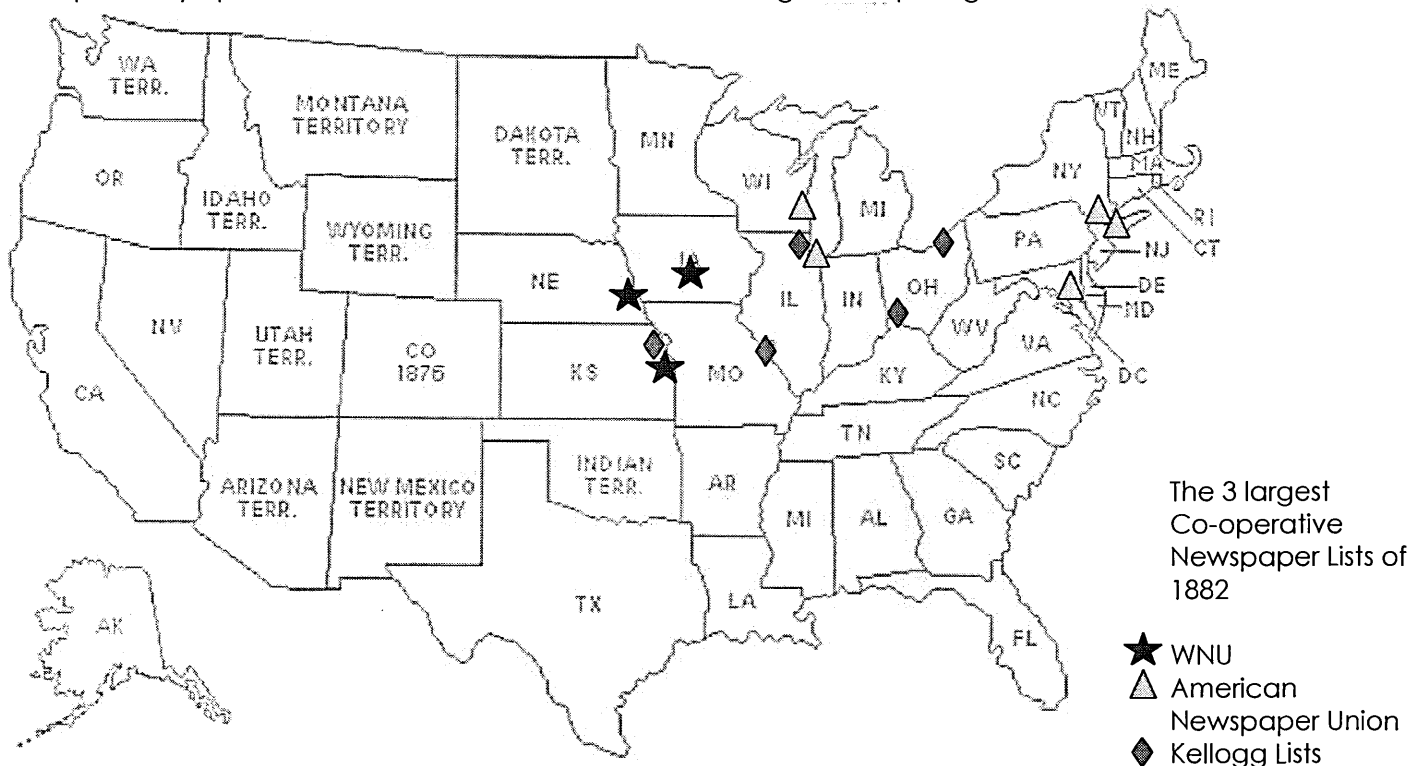 WA
TERR.
MONTANA
TERRITORY
DAKOTA
TERR.
MN
ME
VT
NH
MA
OR
IDAHO
TERR.
WI
MI
NY
RI
CT
WYOMING
TERR.
PA
NJ
NE
IL
IN
OH
DE
MD
NV
UTAH
TERR.
CO
1876
KS
MO
WV
VA
KY
DC
CA
NC
TN
ARIZONA
TERR.
NEW MEXICO
TERRITORY
INDIAN
TERR.
AR
SC
MI
AL
GA
TX
LA
FL
AK
The 3 largest
Co-operative
Newspaper Lists of
1882
WNU
American
Newspaper Union
Kellogg Lists